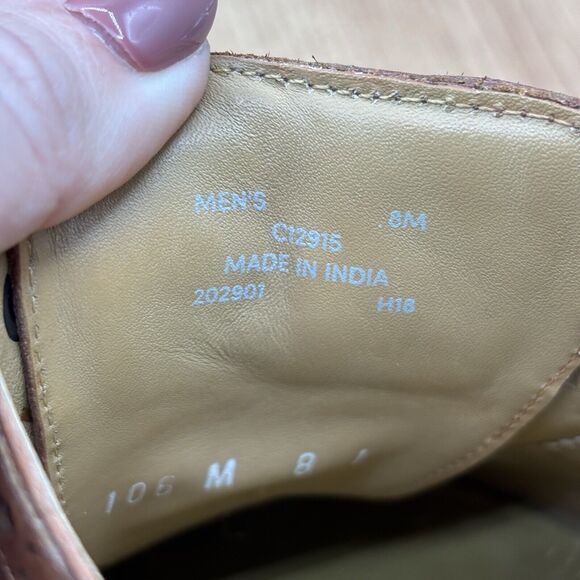 MEN'S 8M
C12915
MADE IN INDIA
202901 H18
106 M 8